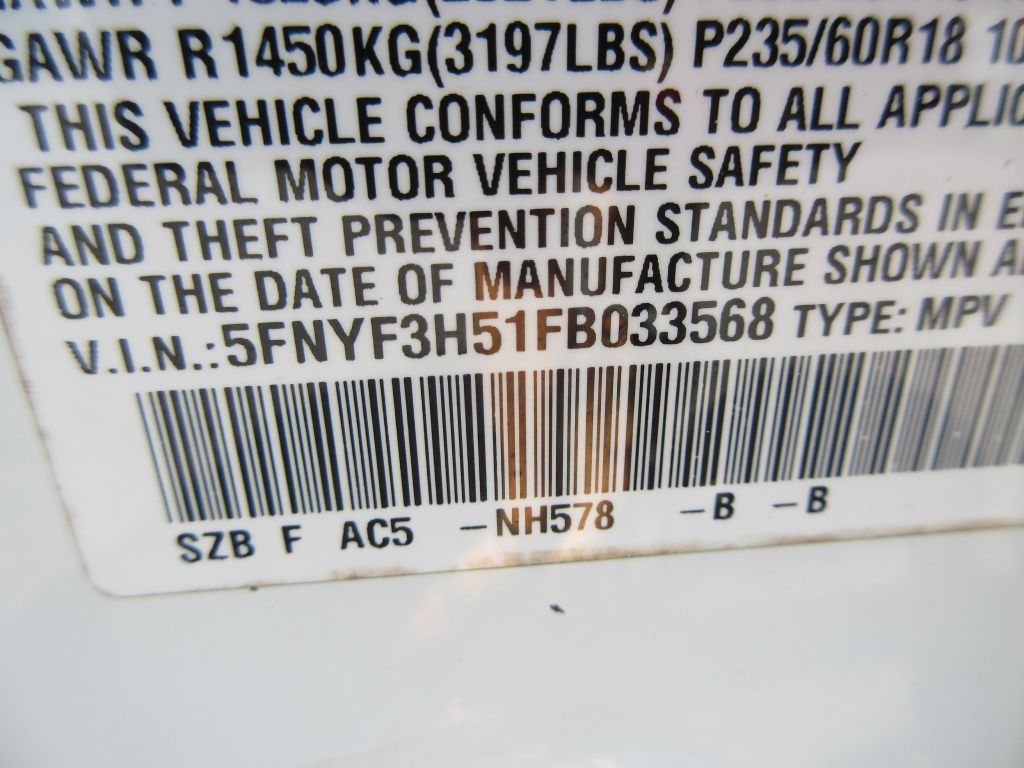 GAWR R1450KG(3197LBS) P235/60R18
THIS VEHICLE CONFORMS TO ALL
FEDERAL MOTOR VEHICLE SAFETY
AND THEFT PREVENTION STANDARDS IN
ON THE DATE OF MANUFACTURE SHOWN
V.I.N.:5FNYF3H51FB033568 TYPE: MPV
SZB F AC5 -NH578 -B -B